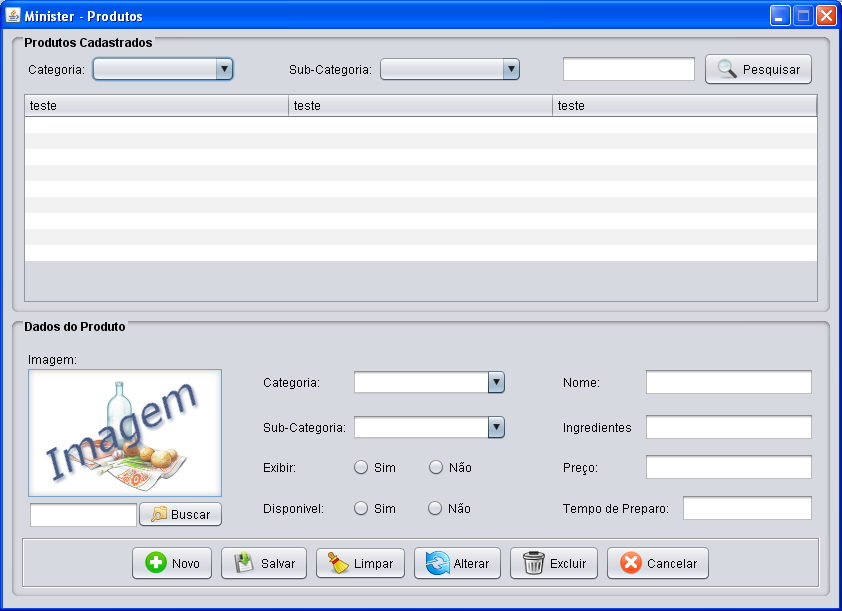 Minister - Produtos
Produtos Cadastrados
Categoria: Sub-Categoria: Pesquisar
teste teste teste
Dados do Produto
Imagem:
Imagem
Categoria: Nome:
Sub-Categoria: Ingredientes
Exibir: Sim Não Preço:
Disponivel: Sim Não Tempo de Preparo:
Buscar
Novo Salvar Limpar Alterar Excluir Cancelar